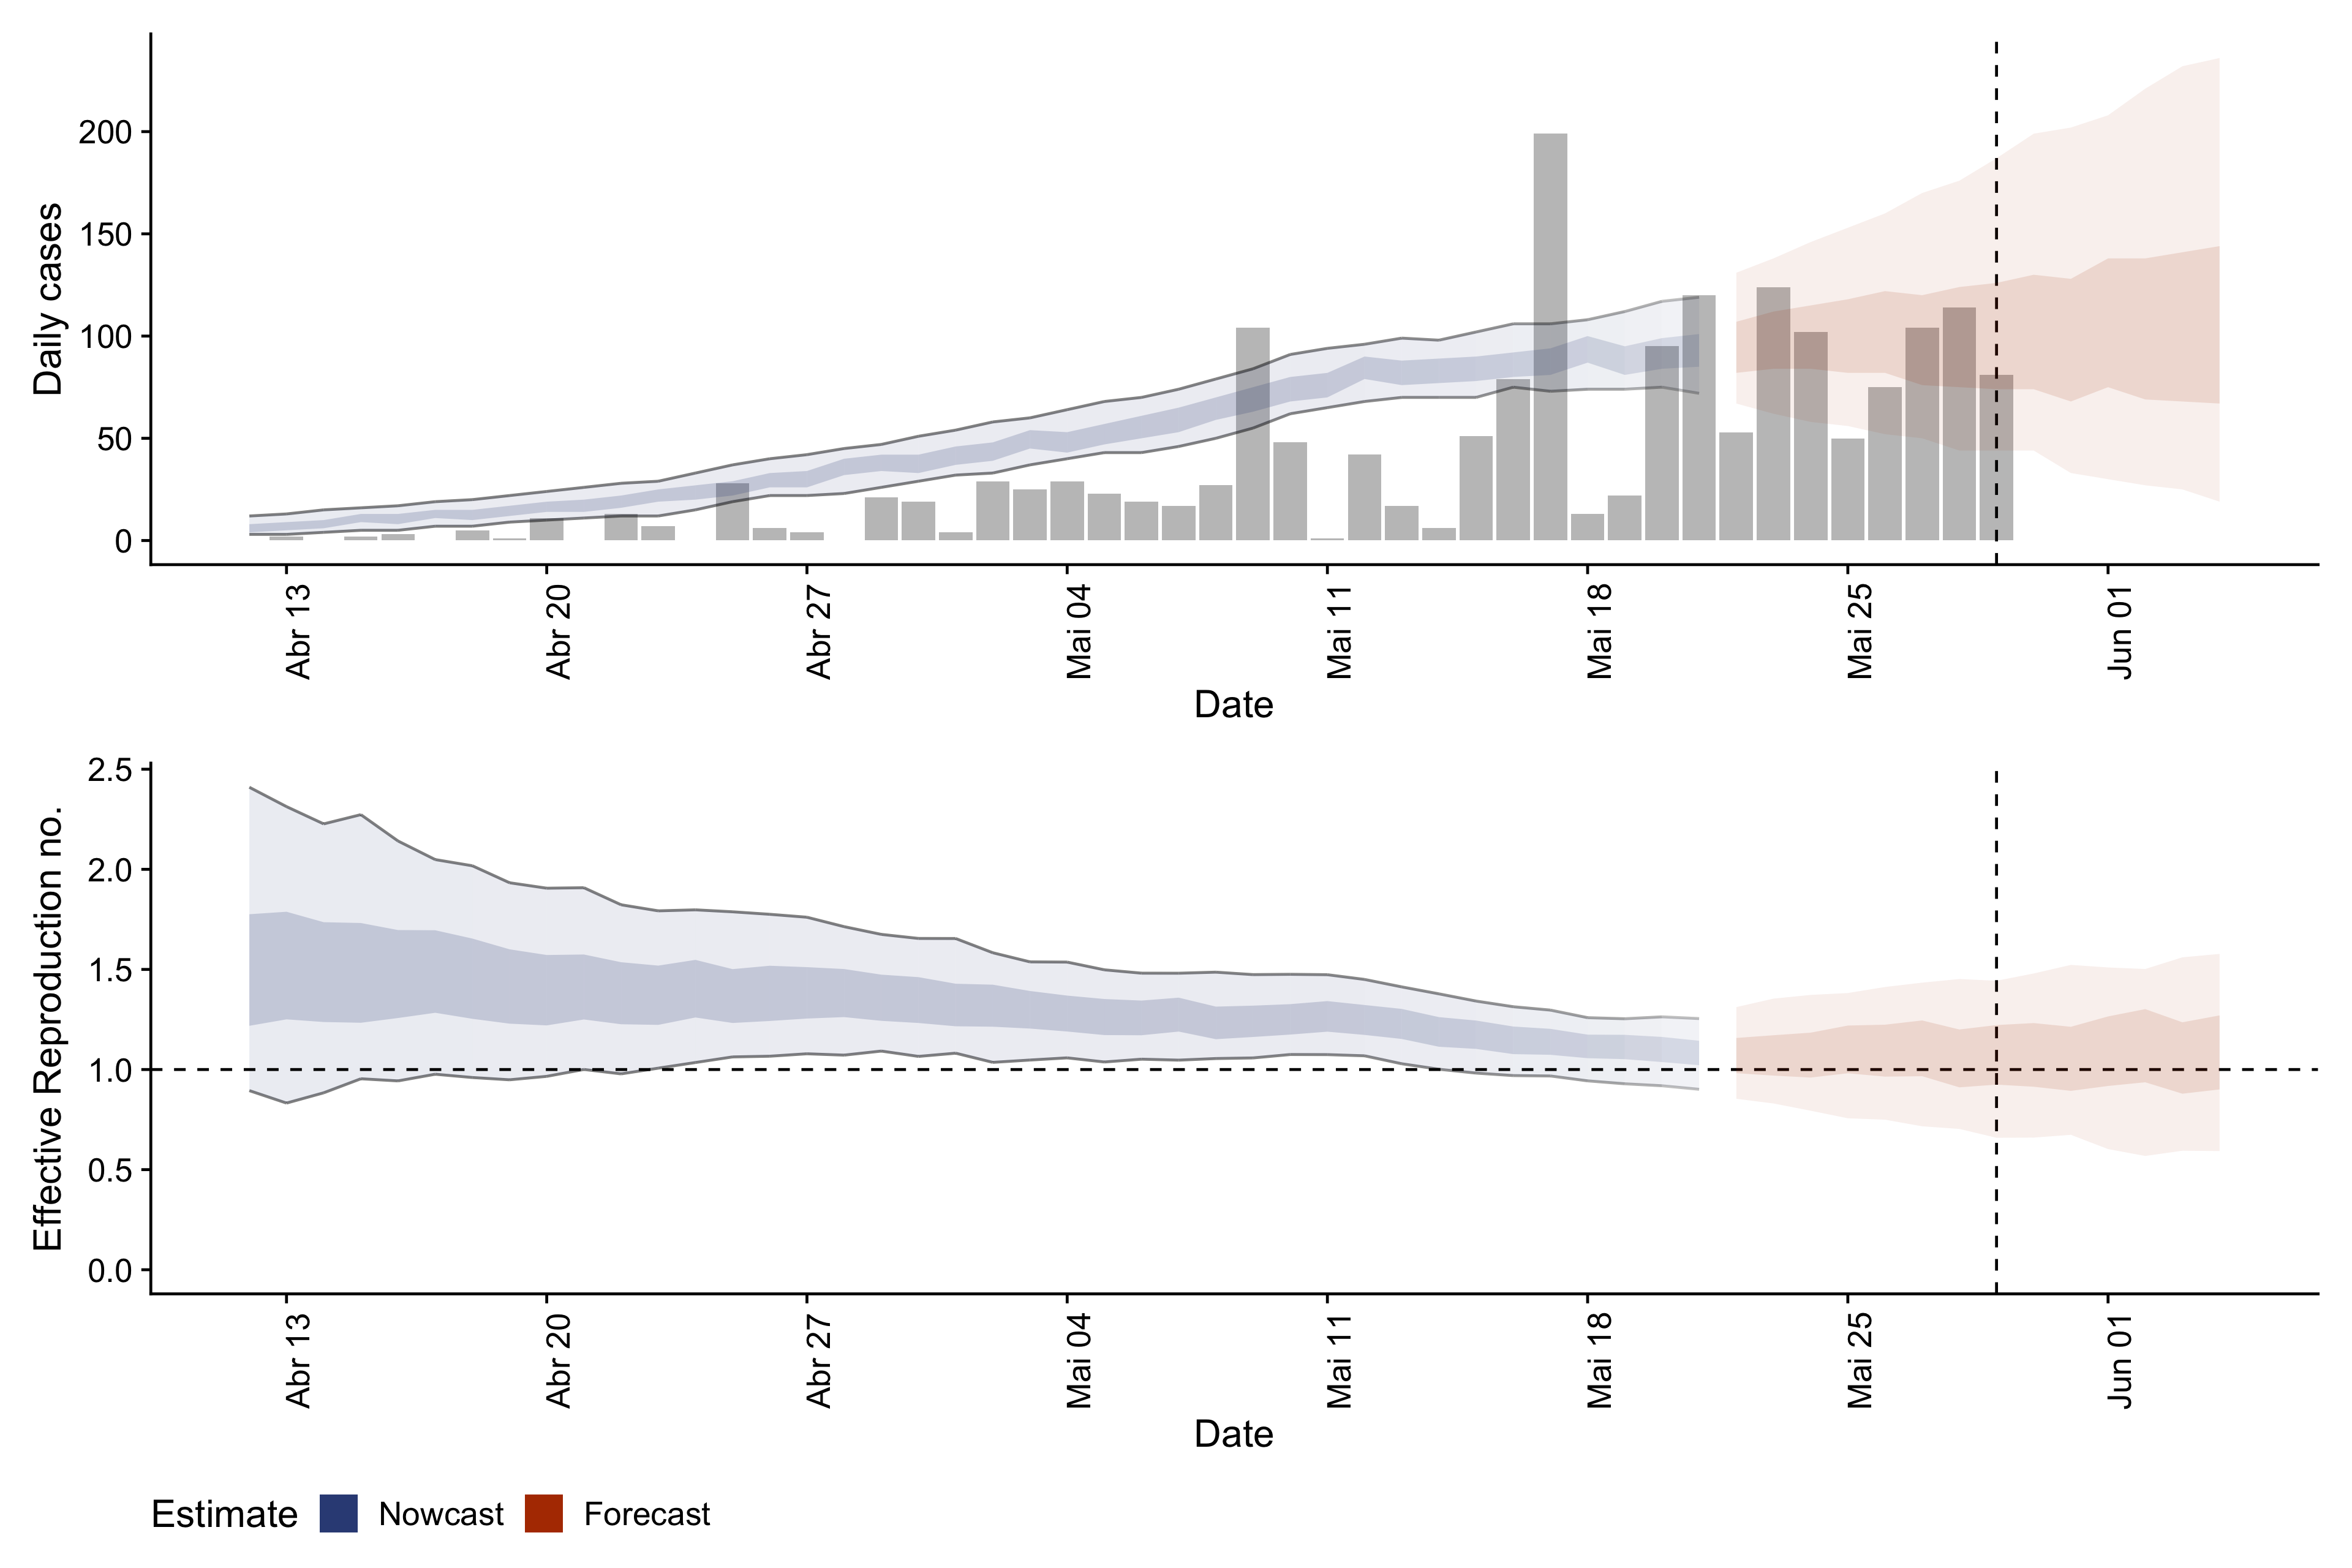 Daily cases
200
150
100
50
0
Abr 13
Abr 20
Abr 27
Mai 04
Mai 11
Mai 18
Mai 25
Jun 01
Date
Effective Reproduction no.
2.5
2.0
1.5
1.0
0.5
0.0
Abr 13
Abr 20
Abr 27
Mai 04
Mai 11
Mai 18
Mai 25
Jun 01
Date
Estimate Nowcast Forecast